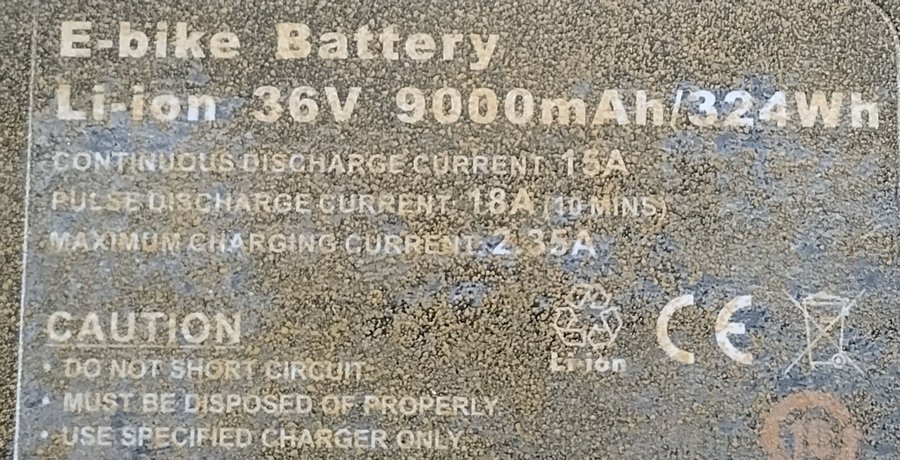 E-bike Battery
Li-ion 36V 9000mAh/324Wh
CONTINUOUS DISCHARGE CURRENT 15A
PULSE DISCHARGE CURRENT 18A (10 MINS)
MAXIMUM CHARGING CURRENT 2.35A
CAUTION
Li-ion
CE
• DO NOT SHORT CIRCUIT
• MUST BE DISPOSED OF PROPERLY
• USE SPECIFIED CHARGER ONLY